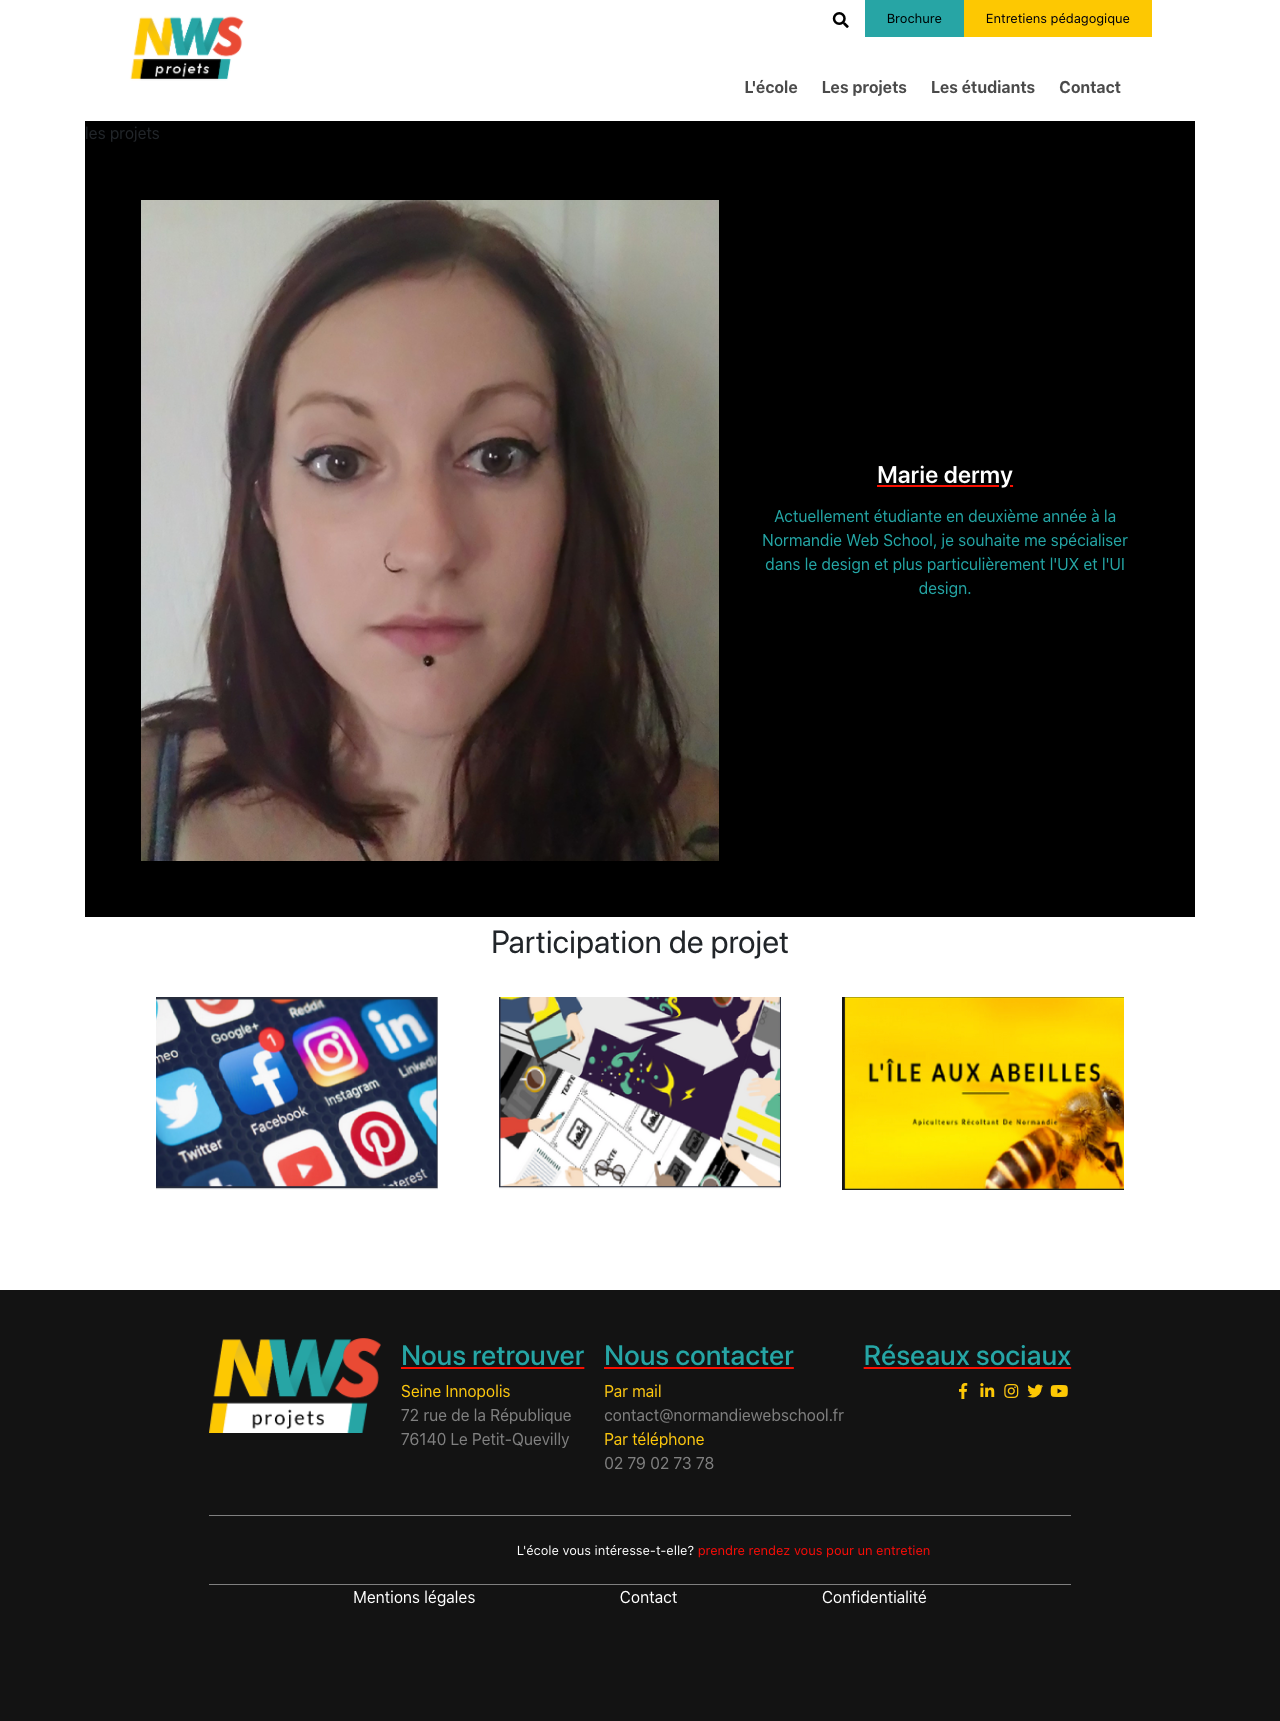 NWS
projets
Brochure
Entretiens pédagogique
L'école
Les projets
Les étudiants
Contact
les projets
Marie dermy
Actuellement étudiante en deuxième année à la
Normandie Web School, je souhaite me spécialiser
dans le design et plus particulièrement l'UX et l'UI
design.
Participation de projet
Reddit
Google+
1
Facebook
Instagram
Twitter
TEXTE
L'ÎLE AUX ABEILLES
Apiculteurs Récoltant De Normandie
NWS
projets
Nous retrouver
Seine Innopolis
72 rue de la République
76140 Le Petit-Quevilly
Nous contacter
Par mail
contact@normandiewebschool.fr
Par téléphone
02 79 02 73 78
Réseaux sociaux
L'école vous intéresse-t-elle? prendre rendez vous pour un entretien
Mentions légales
Contact
Confidentialité